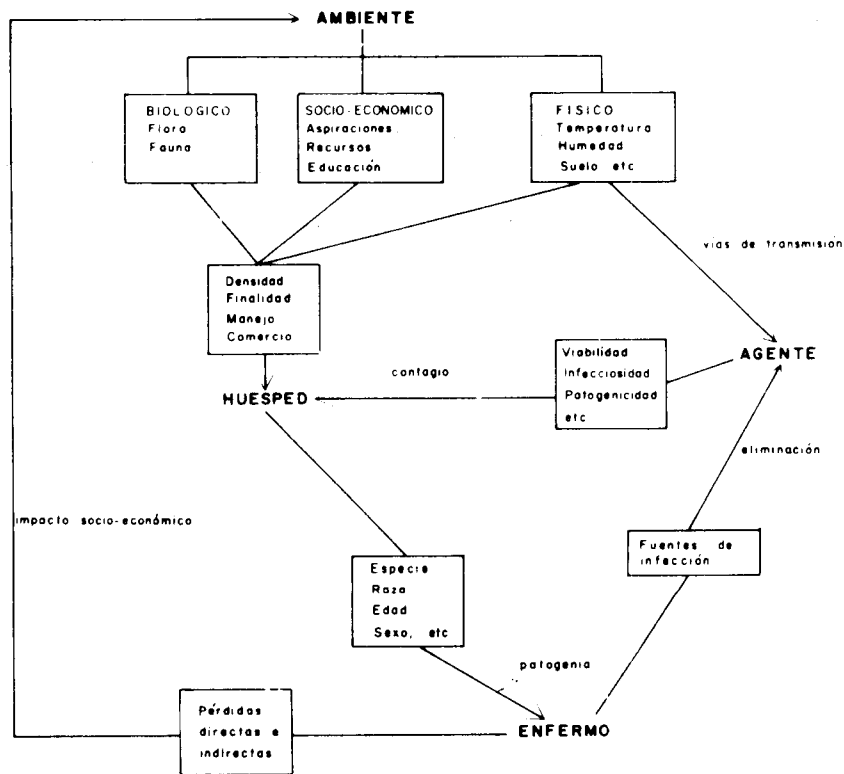 AMBIENTE
BIOLOGICO
Flora
Fauna
SOCIO-ECONOMICO
Aspiraciones
Recursos
Educación
FISICO
Temperatura
Humedad
Suelo etc
vias de transmisión
Densidad
Finalidad
Manejo
Comercio
AGENTE
Viabilidad
Infecciosidad
Patogenicidad
etc
contagio
HUESPED
eliminación
impacto socio-económico
Fuentes de
infección
Especie
Raza
Edad
Sexo, etc
patogenia
Pérdidas
directas e
indirectas
ENFERMO